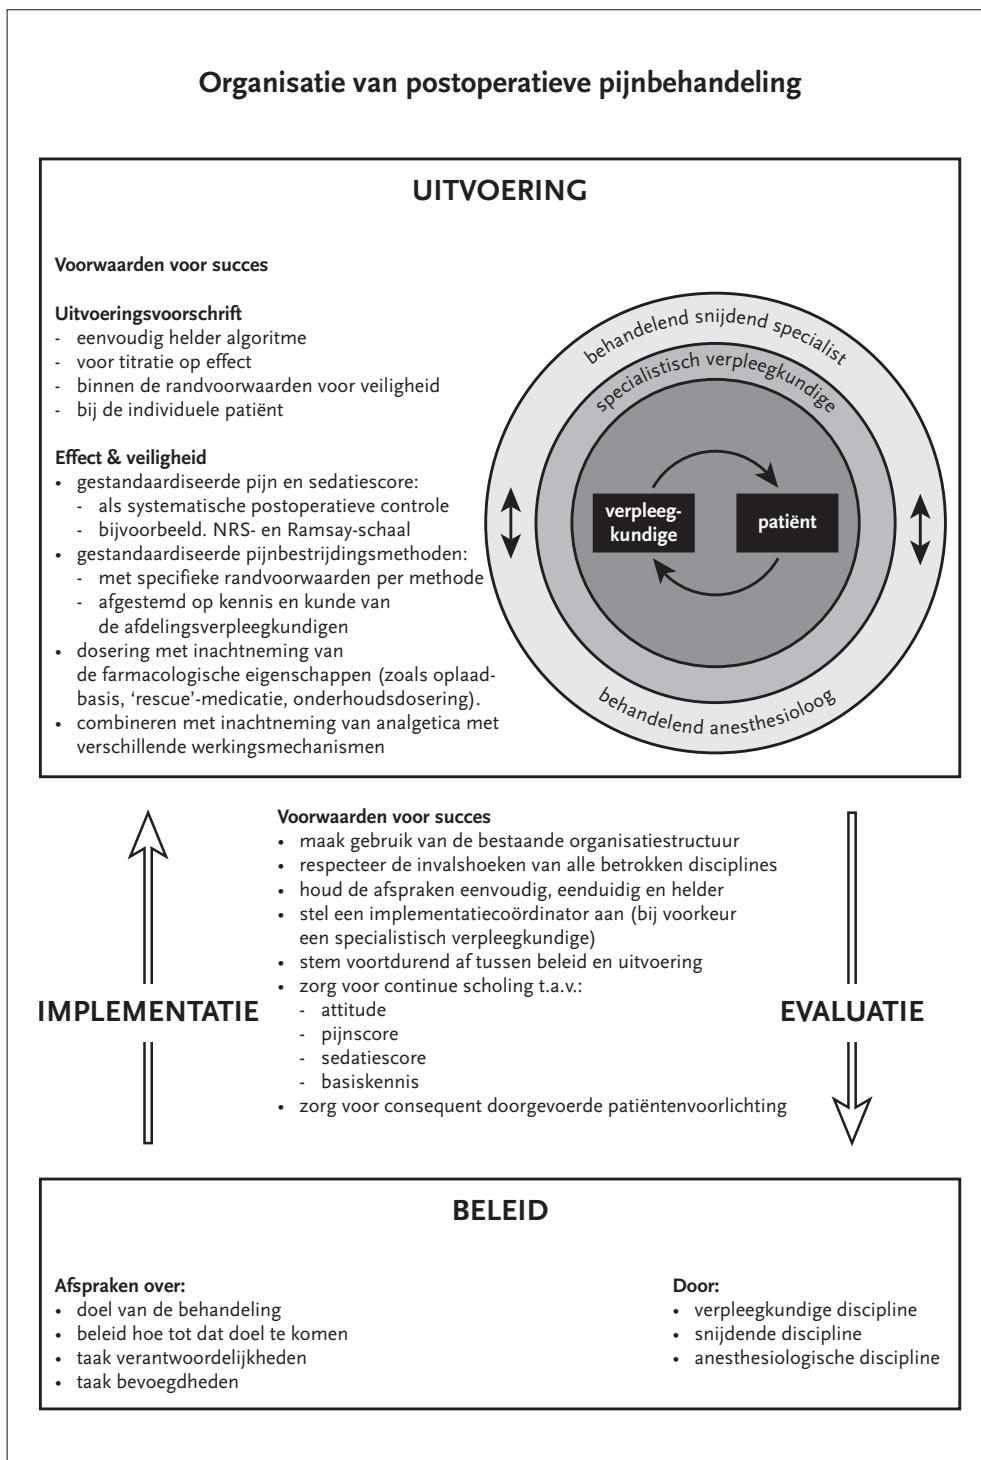 Organisatie van postoperatieve pijnbehandeling
UITVOERING
Voorwaarden voor succes
Uitvoeringsvoorschrift
- eenvoudig helder algoritme
- voor titratie op effect
- binnen de randvoorwaarden voor veiligheid
- bij de individuele patiënt
Effect & veiligheid
• gestandaardiseerde pijn en sedatiescore:
- als systematische postoperatieve controle
- bijvoorbeeld. NRS- en Ramsay-schaal
• gestandaardiseerde pijnbestrijdingsmethoden:
- met specifieke randvoorwaarden per methode
- afgestemd op kennis en kunde van
de afdelingsverpleegkundigen
• dosering met inachtneming van
de farmacologische eigenschappen (zoals oplaad-
basis, ‘rescue’-medicatie, onderhoudsdosering).
• combineren met inachtneming van analgetica met
verschillende werkingsmechanismen
behandelend snijdend specialist
specialistisch verpleegkundige
verpleeg-
kundige
patiënt
behandelend anesthesioloog
Voorwaarden voor succes
• maak gebruik van de bestaande organisatiestructuur
• respecteer de invalshoeken van alle betrokken disciplines
• houd de afspraken eenvoudig, eenduidig en helder
• stel een implementatiecoördinator aan (bij voorkeur
een specialistisch verpleegkundige)
• stem voortdurend af tussen beleid en uitvoering
• zorg voor continue scholing t.a.v.:
- attitude
- pijnscore
- sedatiescore
- basiskennis
• zorg voor consequent doorgevoerde patiëntenvoorlichting
IMPLEMENTATIE
EVALUATIE
BELEID
Afspraken over:
• doel van de behandeling
• beleid hoe tot dat doel te komen
• taak verantwoordelijkheden
• taak bevoegdheden
Door:
• verpleegkundige discipline
• snijdende discipline
• anesthesiologische discipline